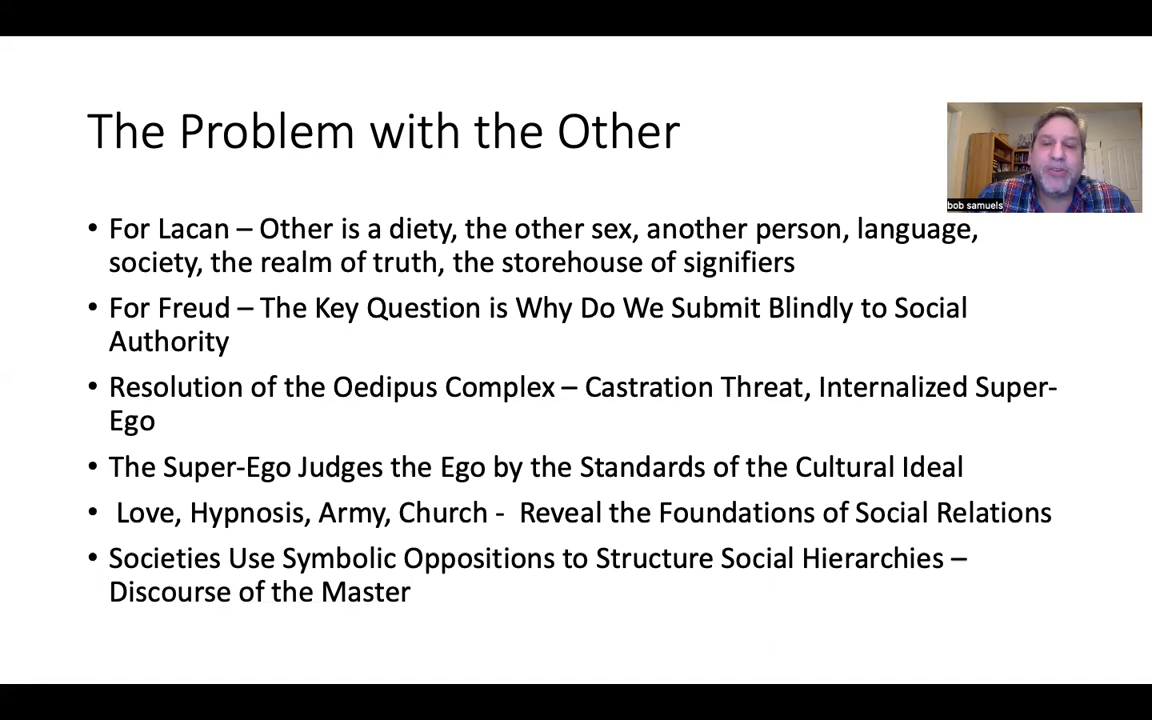 The Problem with the Other
bob samuels
• For Lacan – Other is a diety, the other sex, another person, language,
society, the realm of truth, the storehouse of signifiers
• For Freud – The Key Question is Why Do We Submit Blindly to Social
Authority
• Resolution of the Oedipus Complex – Castration Threat, Internalized Super-
Ego
• The Super-Ego Judges the Ego by the Standards of the Cultural Ideal
• Love, Hypnosis, Army, Church - Reveal the Foundations of Social Relations
• Societies Use Symbolic Oppositions to Structure Social Hierarchies –
Discourse of the Master